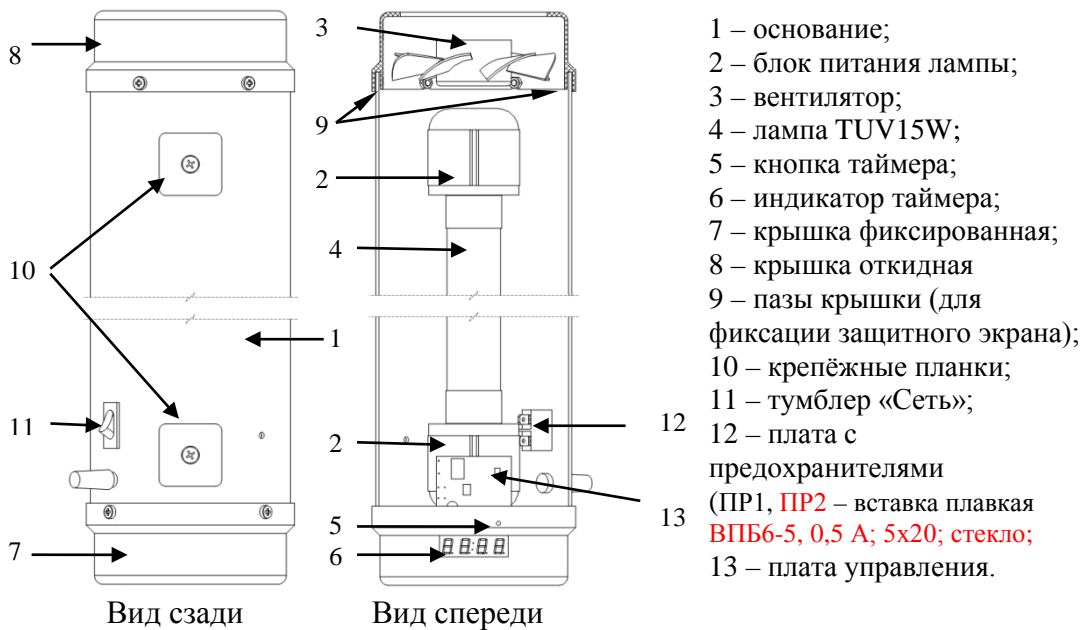 8
10
11
7
Вид сзади
3
9
2
4
1
2
5
6
12
13
Вид спереди
1 – основание;
2 – блок питания лампы;
3 – вентилятор;
4 – лампа TUV15W;
5 – кнопка таймера;
6 – индикатор таймера;
7 – крышка фиксированная;
8 – крышка откидная
9 – пазы крышки (для
фиксации защитного экрана);
10 – крепёжные планки;
11 – тумблер «Сеть»;
12 – плата с
предохранителями
(ПР1, ПР2 – вставка плавкая
ВПБ6-5, 0,5 А; 5х20; стекло;
13 – плата управления.